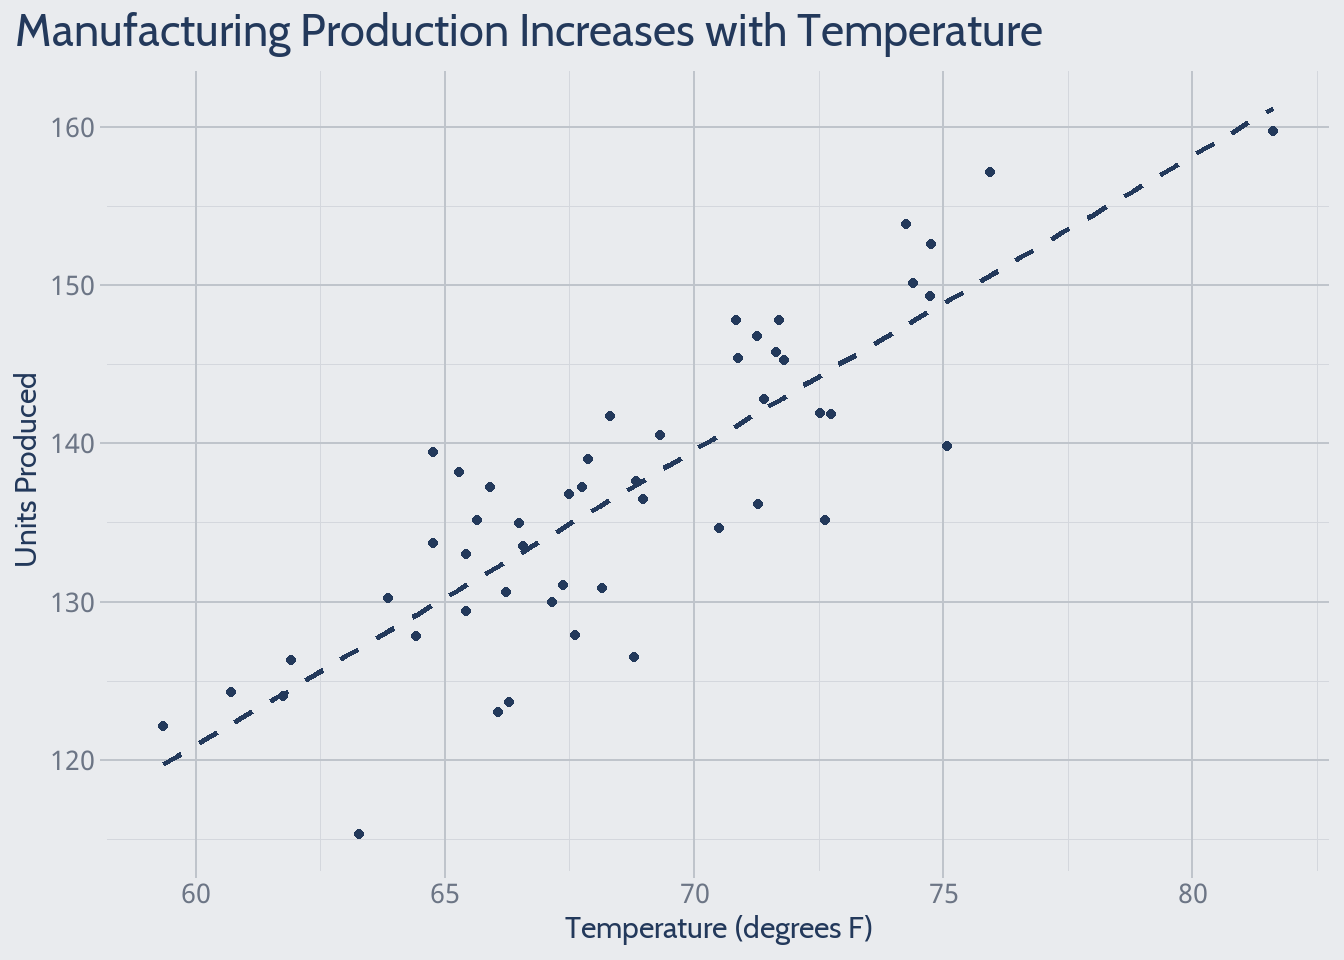 Manufacturing Production Increases with Temperature
160
150
140
130
120
Units Produced
60 65 70 75 80
Temperature (degrees F)